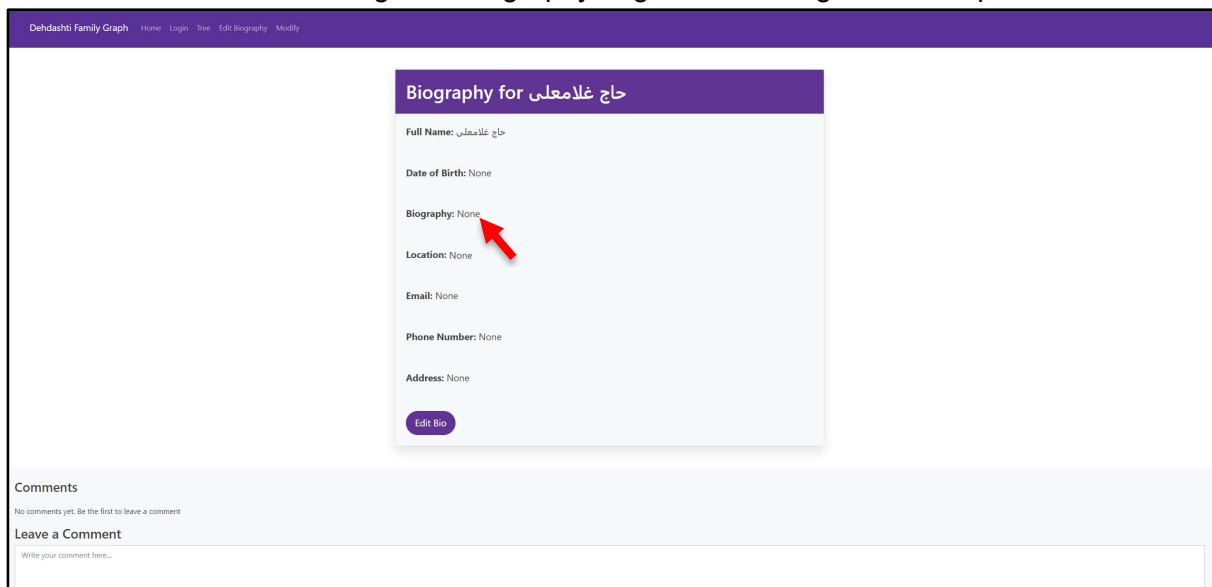 Dehdashti Family Graph Home Login Tree Edit Biography Modify
Biography for حاج غلامعلی
Full Name: حاج غلامعلی
Date of Birth: None
Biography: None
Location: None
Email: None
Phone Number: None
Address: None
Edit Bio
Comments
No comments yet. Be the first to leave a comment
Leave a Comment
Write your comment here...